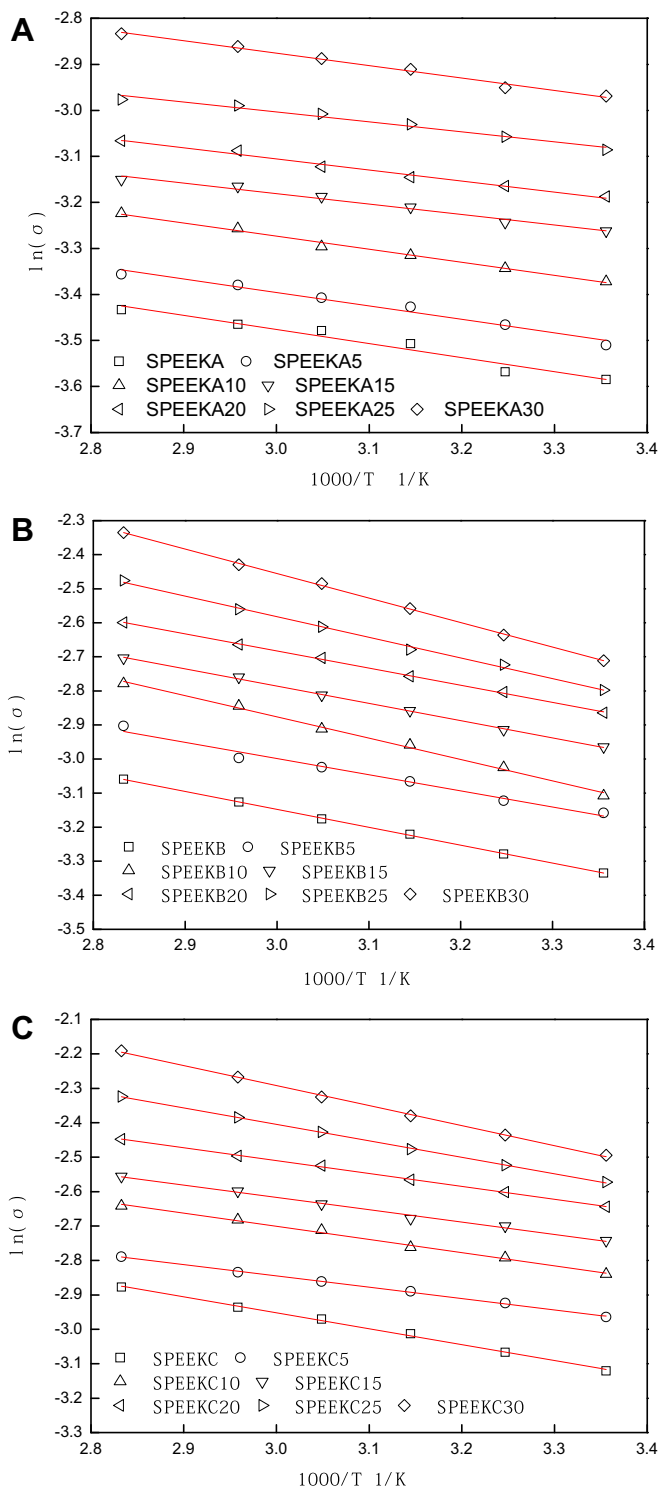 A
-2.8
-2.9
-3.0
-3.1
-3.2
-3.3
-3.4
-3.5
-3.6
-3.7
ln(σ)
SPEEKA SPEEKA5
SPEEKA10 SPEEKA15
SPEEKA20 SPEEKA25 SPEEKA30
2.8 2.9 3.0 3.1 3.2 3.3 3.4
1000/T 1/K
B
-2.3
-2.4
-2.5
-2.6
-2.7
-2.8
-2.9
-3.0
-3.1
-3.2
-3.3
-3.4
-3.5
ln(σ)
SPEEKB SPEEKB5
SPEEKB10 SPEEKB15
SPEEKB20 SPEEKB25 SPEEKB30
2.8 2.9 3.0 3.1 3.2 3.3 3.4
1000/T 1/K
C
-2.1
-2.2
-2.3
-2.4
-2.5
-2.6
-2.7
-2.8
-2.9
-3.0
-3.1
-3.2
-3.3
ln(σ)
SPEEKC SPEEKC5
SPEEKC10 SPEEKC15
SPEEKC20 SPEEKC25 SPEEKC30
2.8 2.9 3.0 3.1 3.2 3.3 3.4
1000/T 1/K